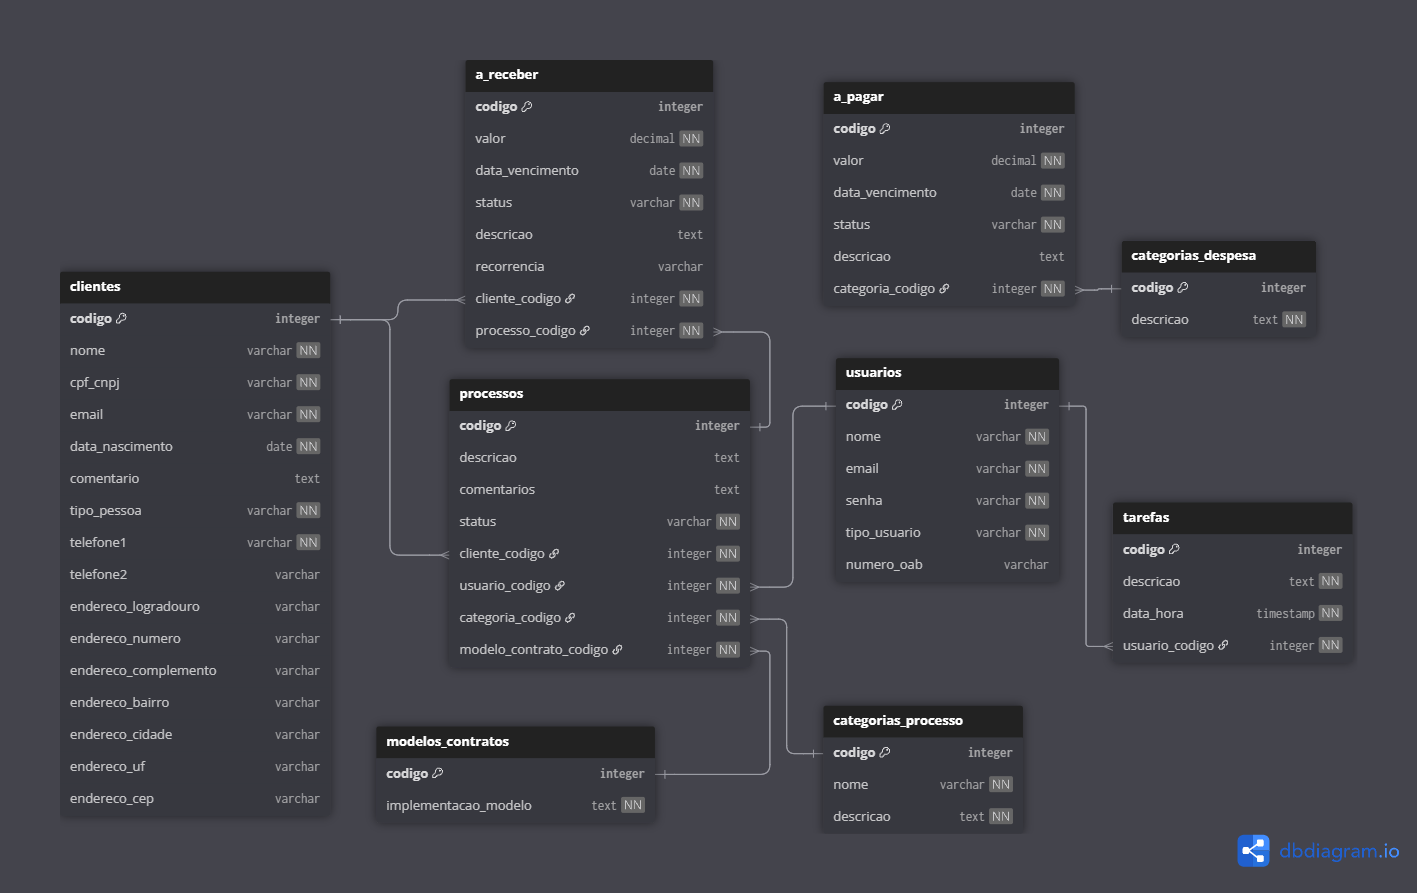 a_receber
codigo integer
valor decimal NN
data_vencimento date NN
status varchar NN
descricao text
recorrencia varchar
cliente_codigo integer NN
processo_codigo integer NN
a_pagar
codigo integer
valor decimal NN
data_vencimento date NN
status varchar NN
descricao text
categoria_codigo integer NN
categorias_despesa
codigo integer
descricao text NN
clientes
codigo integer
nome varchar NN
cpf_cnpj varchar NN
email varchar NN
data_nascimento date NN
comentario text
tipo_pessoa varchar NN
telefone1 varchar NN
telefone2 varchar
endereco_logradouro varchar
endereco_numero varchar
endereco_complemento varchar
endereco_bairro varchar
endereco_cidade varchar
endereco_uf varchar
endereco_cep varchar
processos
codigo integer
descricao text
comentarios text
status varchar NN
cliente_codigo integer NN
usuario_codigo integer NN
categoria_codigo integer NN
modelo_contrato_codigo integer NN
usuarios
codigo integer
nome varchar NN
email varchar NN
senha varchar NN
tipo_usuario varchar NN
numero_oab varchar
tarefas
codigo integer
descricao text NN
data_hora timestamp NN
usuario_codigo integer NN
modelos_contratos
codigo integer
implementacao_modelo text NN
categorias_processo
codigo integer
nome varchar NN
descricao text NN
dbdiagram.io